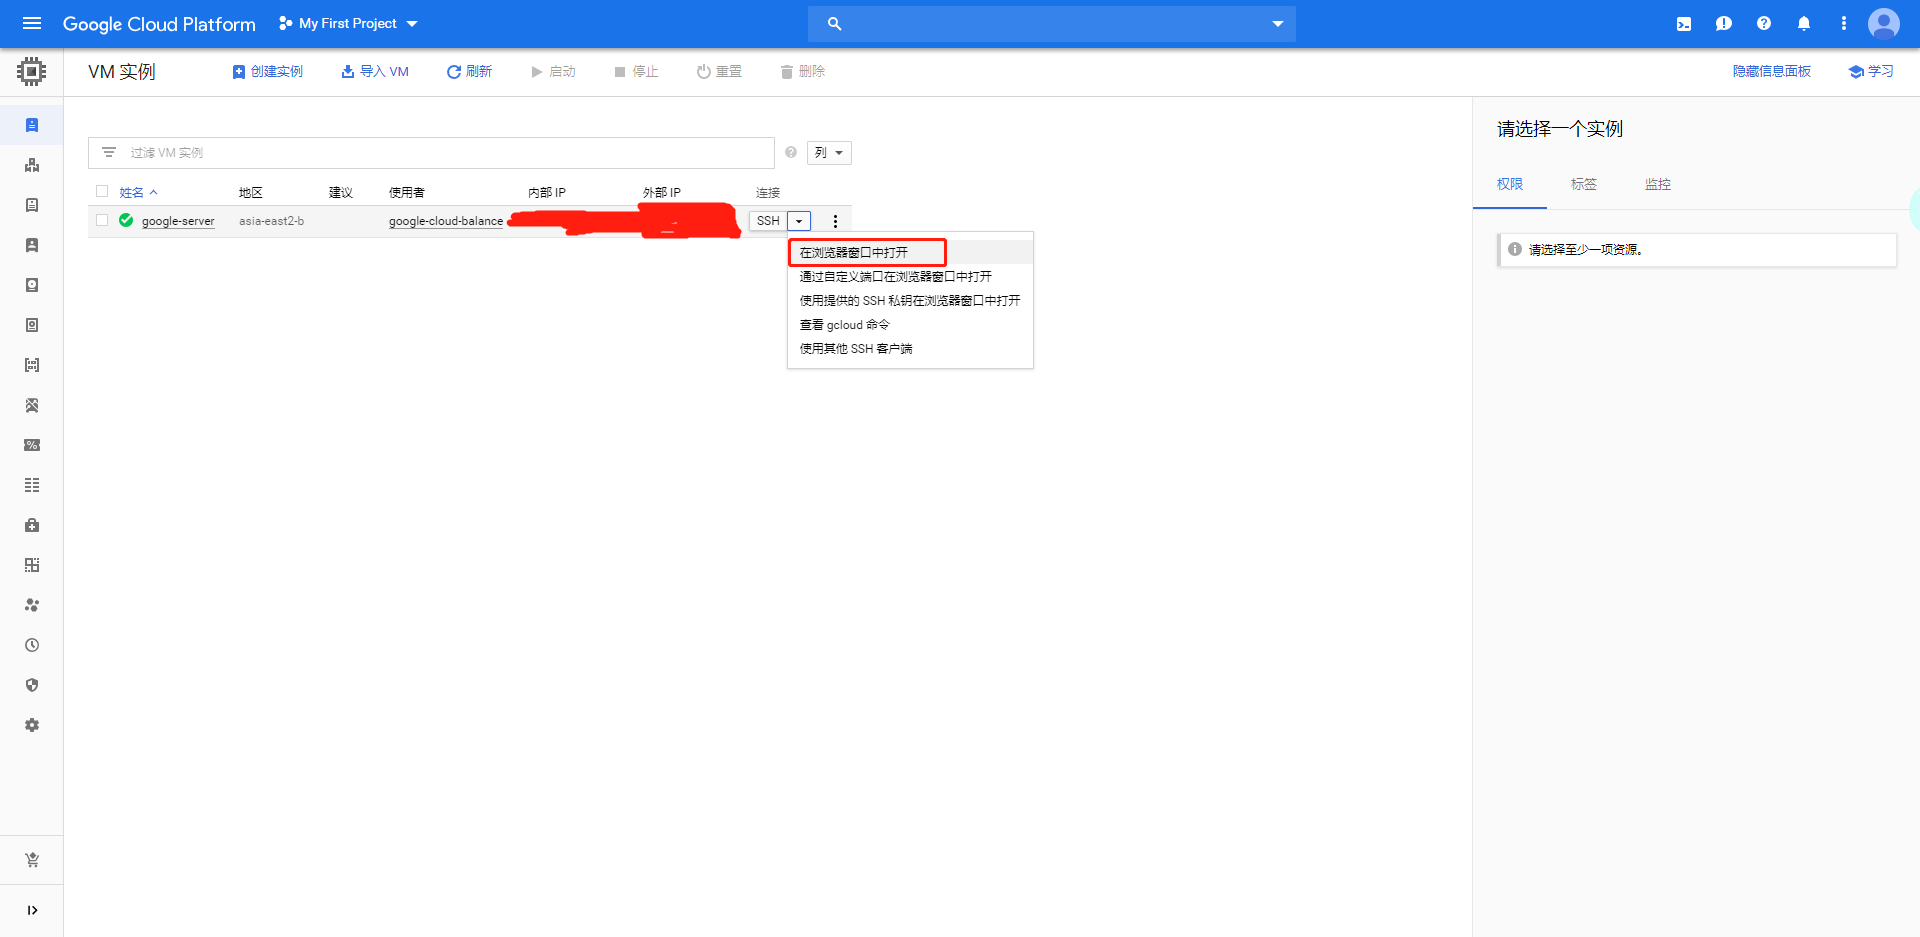 Google Cloud Platform My First Project
VM 实例 创建实例 导入 VM 刷新 启动 停止 重置 删除 隐藏信息面板 学习
过滤 VM 实例 列
姓名 地区 建议 使用者 内部 IP 外部 IP 连接
google-server asia-east2-b google-cloud-balance SSH
在浏览器窗口中打开
通过自定义端口在浏览器窗口中打开
使用提供的 SSH 私钥在浏览器窗口中打开
查看 gcloud 命令
使用其他 SSH 客户端
请选择一个实例
权限 标签 监控
请选择至少一项资源。